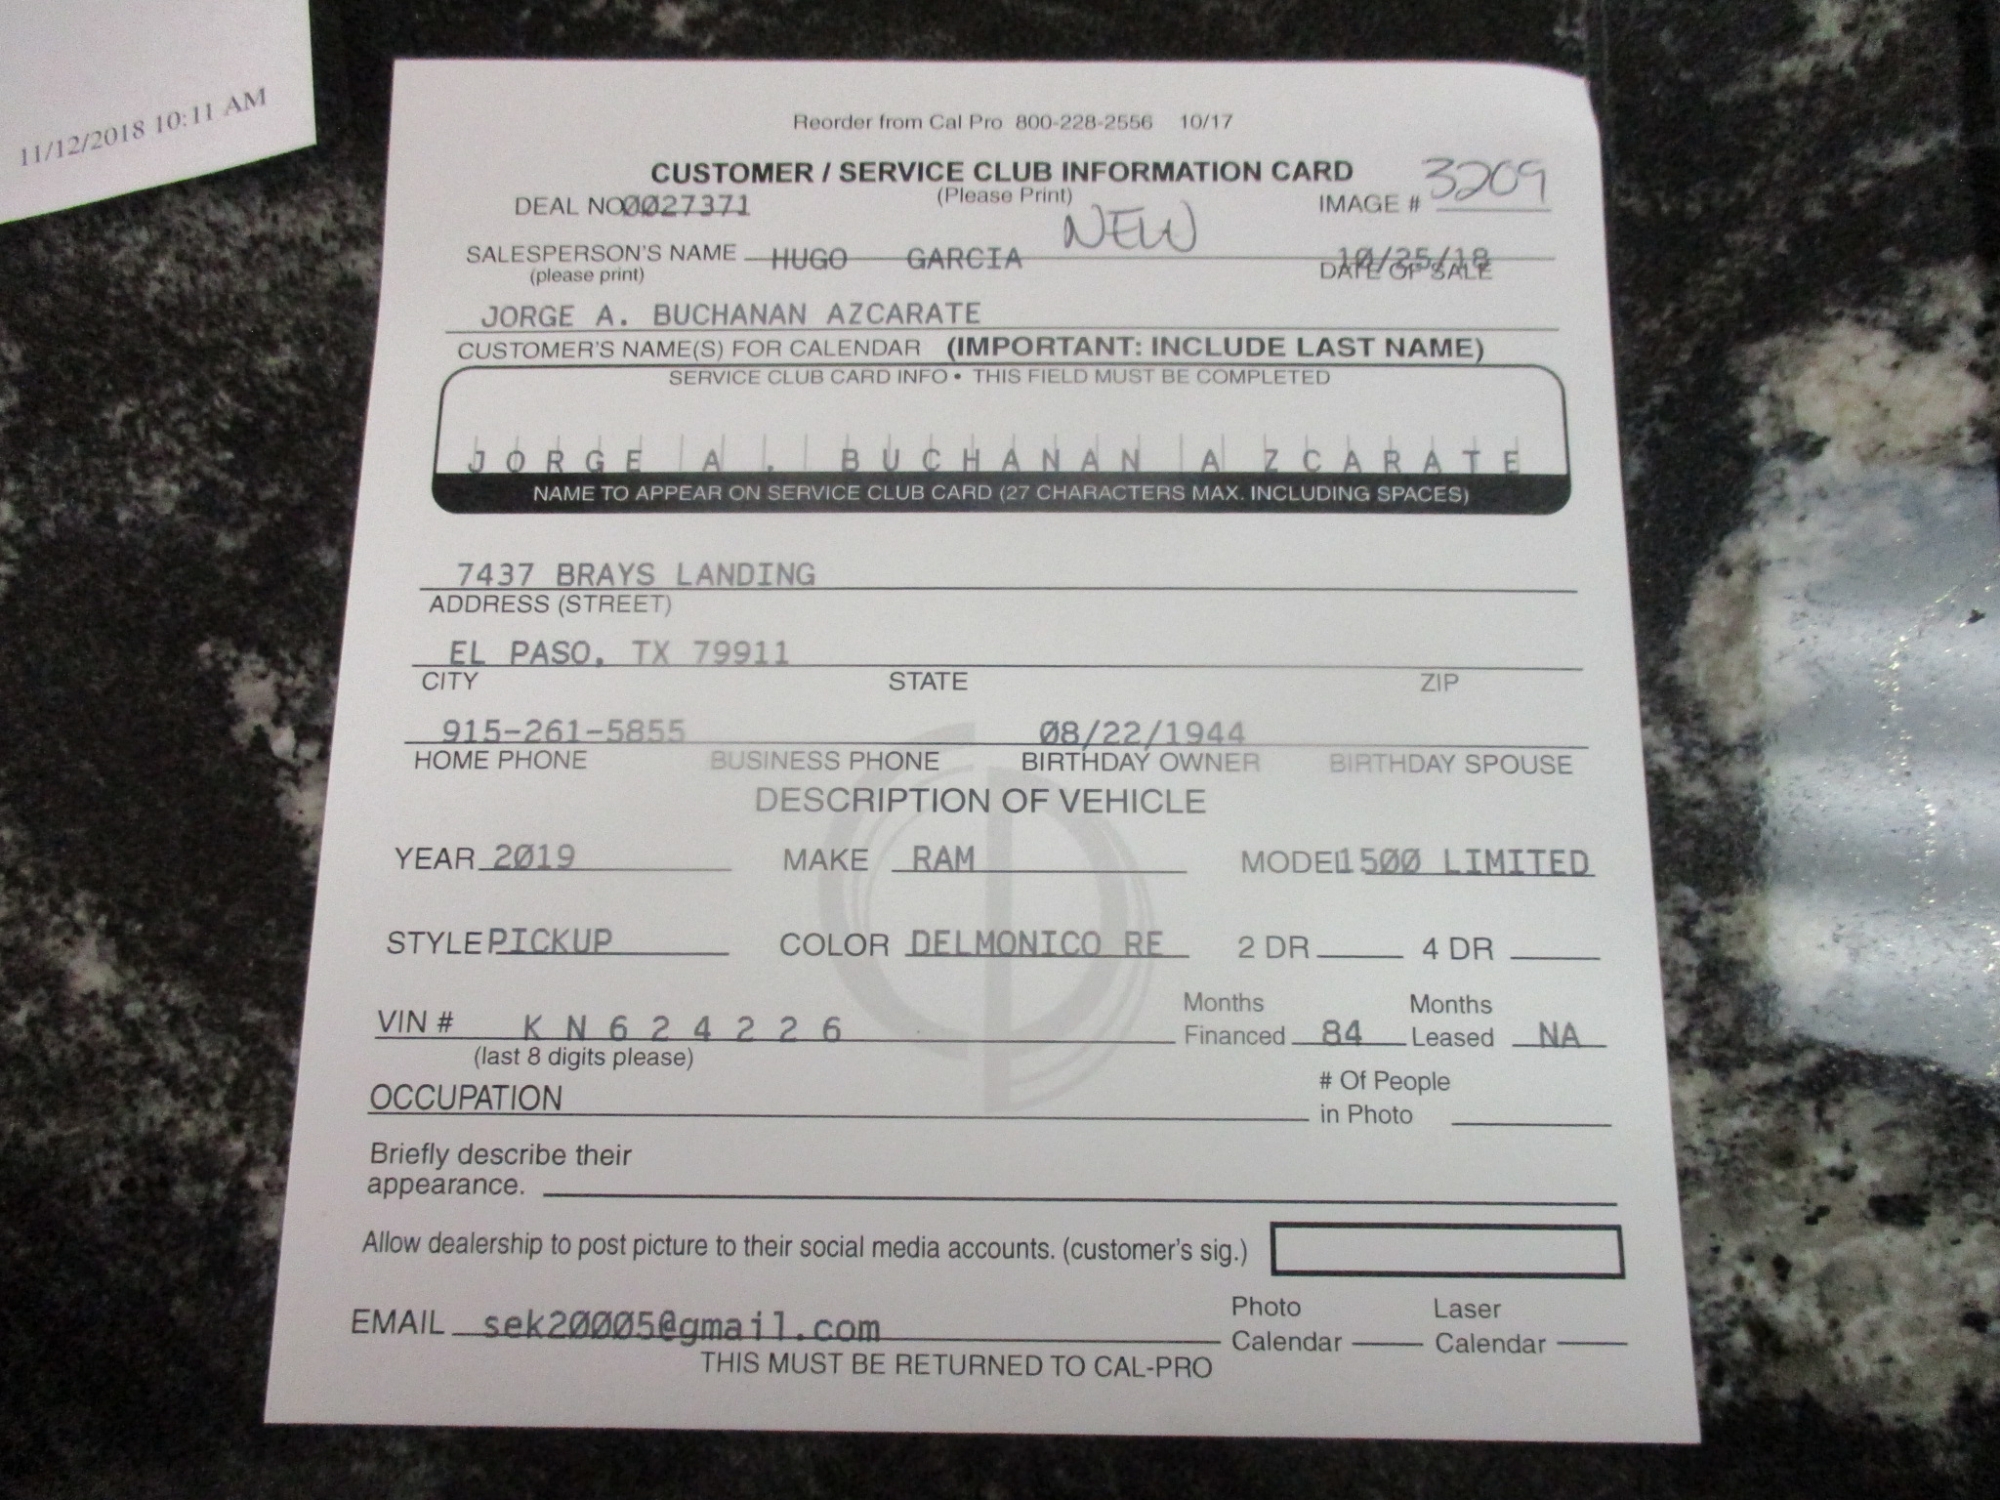 11/12/2018 10:11 AM
Reorder from Cal Pro 800-228-2556 10/17
CUSTOMER / SERVICE CLUB INFORMATION CARD
(Please Print)
DEAL NO 00027371
IMAGE # 3209
NEW
SALESPERSON'S NAME HUGO GARCIA
(please print)
10/25/18
DATE OF SALE
JORGE A. BUCHANAN AZCARATE
CUSTOMER'S NAME(S) FOR CALENDAR (IMPORTANT: INCLUDE LAST NAME)
SERVICE CLUB CARD INFO • THIS FIELD MUST BE COMPLETED
JORGE A. BUCHANAN AZCARATE
NAME TO APPEAR ON SERVICE CLUB CARD (27 CHARACTERS MAX. INCLUDING SPACES)
7437 BRAYS LANDING
ADDRESS (STREET)
EL PASO, TX 79911
CITY STATE ZIP
915-261-5855 08/22/1944
HOME PHONE BUSINESS PHONE BIRTHDAY OWNER BIRTHDAY SPOUSE
DESCRIPTION OF VEHICLE
YEAR 2019 MAKE RAM MODEL 1500 LIMITED
STYLE PICKUP COLOR DELMONICO RE 2 DR 4 DR
VIN # K N 6 2 4 2 2 6
(last 8 digits please)
Months Financed 84 Months Leased NA
OCCUPATION
# Of People in Photo
Briefly describe their
appearance.
Allow dealership to post picture to their social media accounts. (customer's sig.)
EMAIL sek20005@gmail.com
Photo Calendar Laser Calendar
THIS MUST BE RETURNED TO CAL-PRO